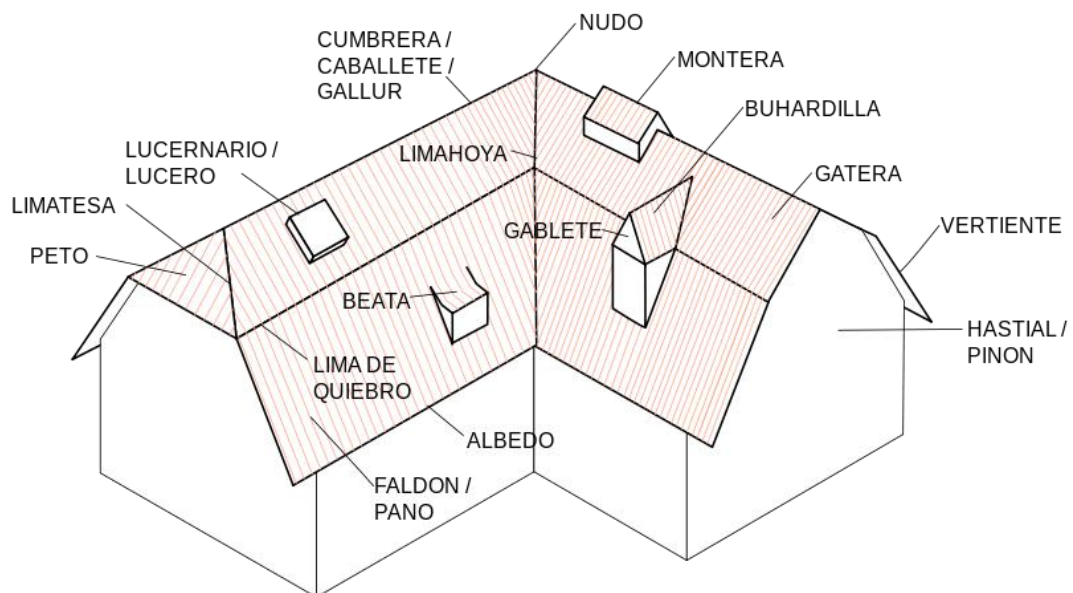 NUDO
CUMBRERA /
CABALLETE /
GALLUR
MONTERA
BUHARDILLA
LUCERNARIO /
LUCERO
LIMAHOYA
GATERA
LIMATESA
VERTIENTE
GABLETE
PETO
BEATA
HASTIAL /
PINON
LIMA DE
QUIEBRO
ALBEDO
FALDON /
PANO